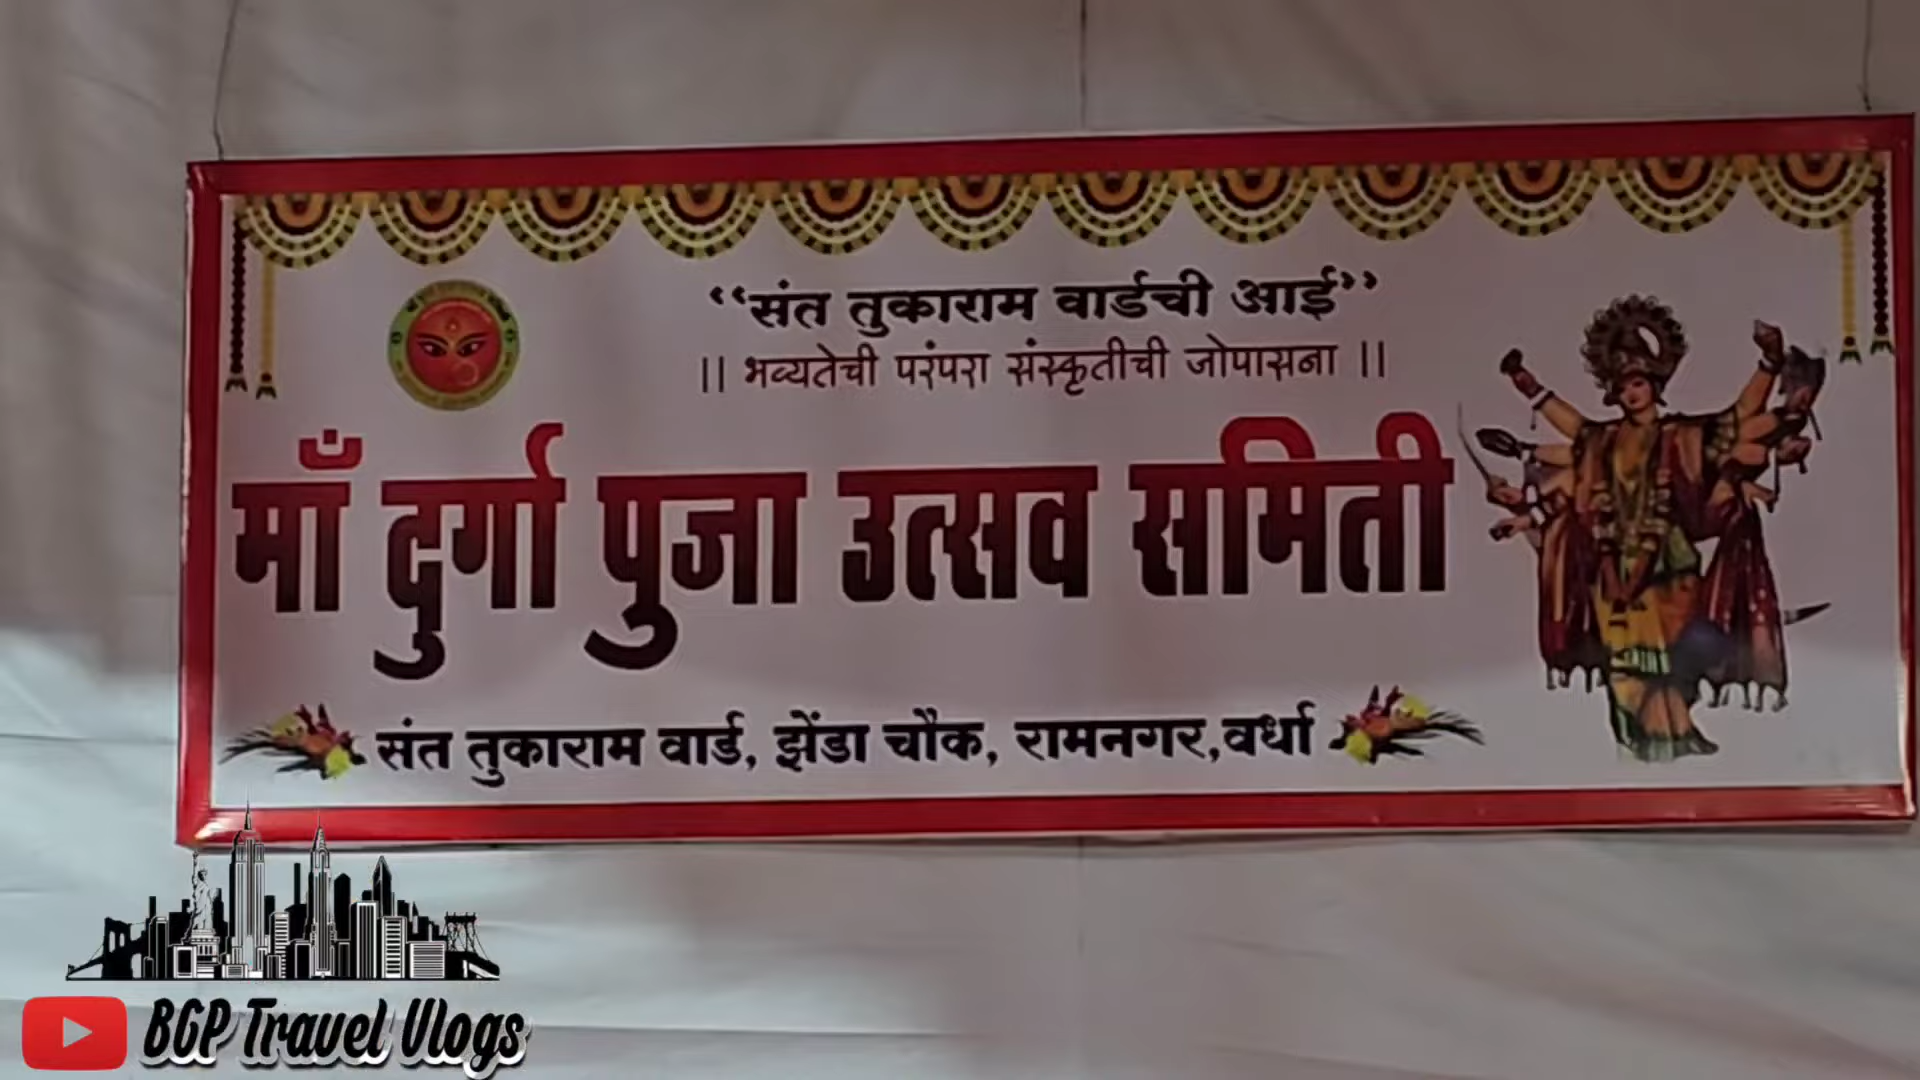 “संत तुकाराम वार्डची आई”
|| भव्यतेची परंपरा संस्कृतीची जोपासना ||
माँ दुर्गा पुजा उत्सव समिती
संत तुकाराम वार्ड, झेंडा चौक, रामनगर,वर्धा
BGP Travel Vlogs